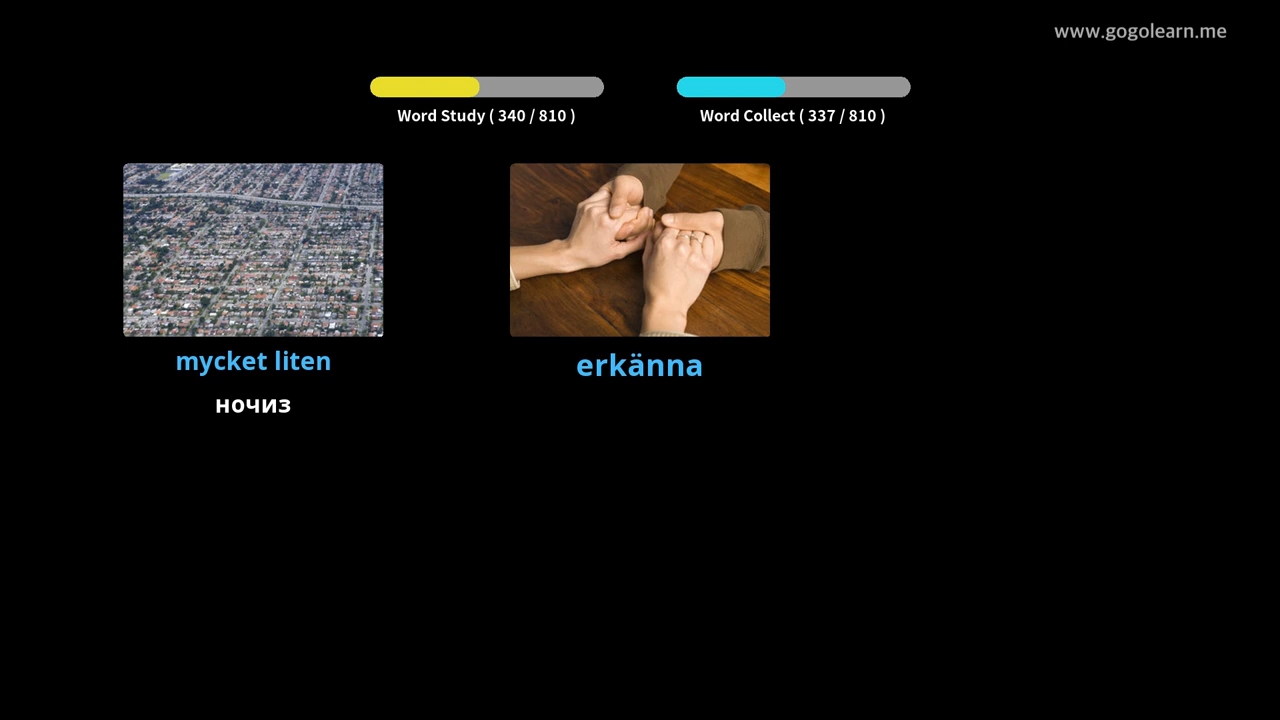 www.gogolearn.me
Word Study ( 340 / 810 )
Word Collect ( 337 / 810 )
mycket liten
ночиз
erkänna